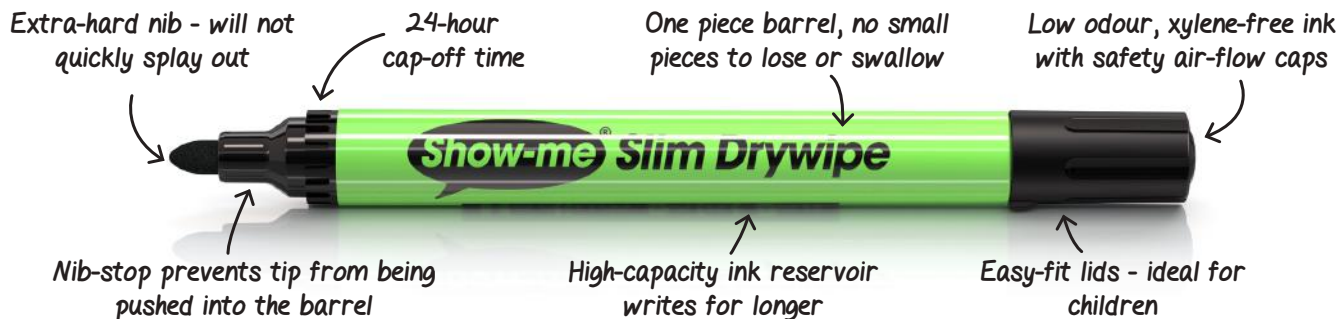 Extra-hard nib - will not
quickly splay out
24-hour
cap-off time
One piece barrel, no small
pieces to lose or swallow
Low odour, xylene-free ink
with safety air-flow caps
Show-me® Slim Drywipe
Nib-stop prevents tip from being
pushed into the barrel
High-capacity ink reservoir
writes for longer
Easy-fit lids - ideal for
children